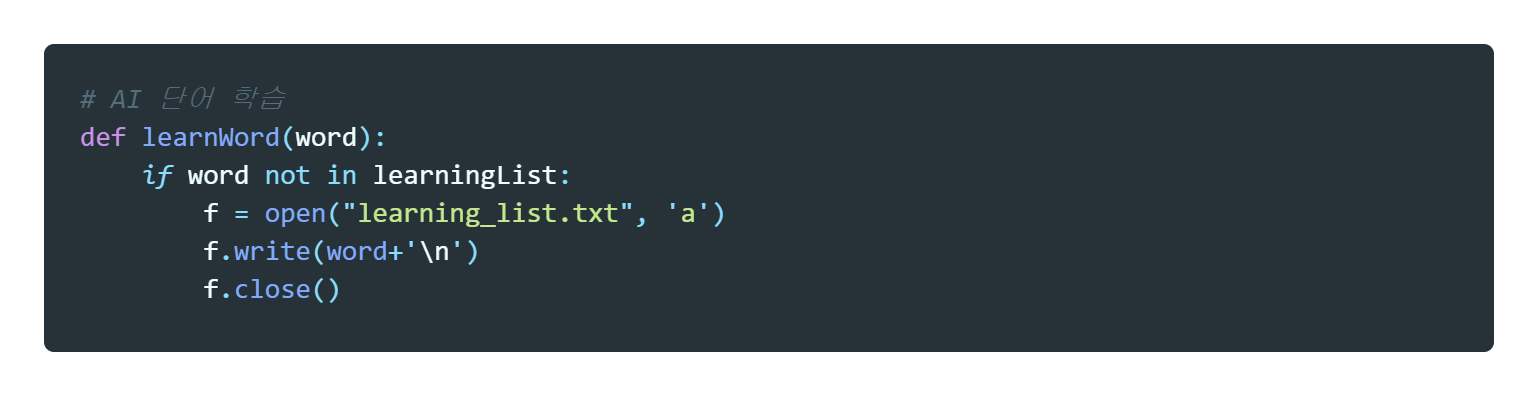 # AI 단어 학습
def learnWord(word):
    if word not in learningList:
        f = open("learning_list.txt", 'a')
        f.write(word+'\n')
        f.close()